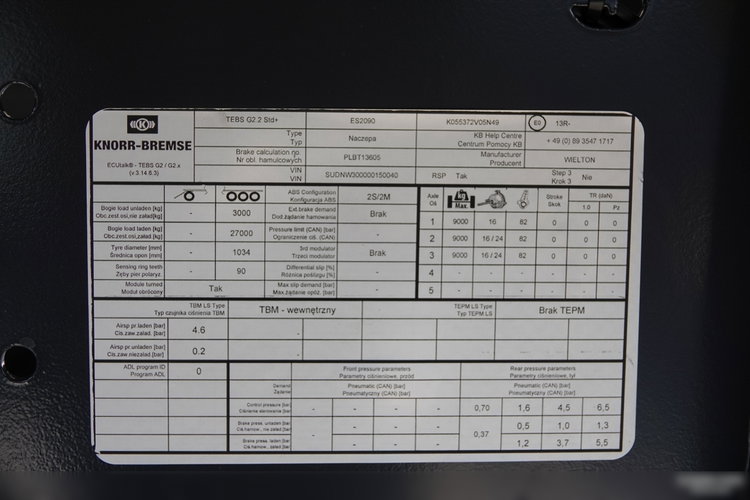 TEBS G2.2 Std+ ES2090 K055372V05N49 E0 13R-
KNORR-BREMSE
ECUtalk® - TEBS G2 / G2.x
(v 3.14.6.3)
Type Naczepa KB Help Centre + 49 (0) 89 3547 1717
Typ Centrum Pomocy KB
Brake calculation no. PLBT13605 Manufacturer WIELTON
Nr obl. hamulcowych Producent
VIN SUDNW300000150040 RSP Tak Step 3 Nie
VIN Krok 3
ABS Configuration 2S/2M Axle Max. Stroke TR (daN)
Konfiguracja ABS Oś Skok 1.0 Pz
Bogie load unladen [kg] - 3000 Ext.brake demand Brak
Obc.zest.osi,nie załad[kg] Dod.żądanie hamowania
1 9000 16 82 0 0 0
Bogie load laden [kg] - 27000 Pressure limit (CAN) [bar] -
Obc.zest.osi, załad [kg] Ograniczenie ciś. (CAN)
2 9000 16 / 24 82 0 0 0
Tyre diameter [mm] - 1034 3rd modulator Brak
Średnica opon [mm] Trzeci modulator
3 9000 16 / 24 82 0 0 0
Sensing ring teeth - 90 Differential slip [%] -
Zęby pier.polaryz. Różnica poślizgu [%]
4 - - - - - -
Module turned Tak Max slip demand [bar] -
Moduł obrócony Max.żądanie opóź. [bar]
5 - - - - - -
TBM LS Type TBM - wewnętrzny TEPM LS Type Brak TEPM
Typ czujnika ciśnienia TBM Typ TEPM LS
Airsp pr.laden [bar] 4.6 - - - - -
Cis.zaw.załad. [bar]
Airsp pr.unladen [bar] 0.2 - - - - -
Cis.zaw.niezaład. [bar]
ADL program ID 0 Front pressure parameters Rear pressure parameters
Program ADL Parametry ciśnieniowe, przód Parametry ciśnieniowe, tył
Demand Pneumatic (CAN) [bar] Pneumatic (CAN) [bar]
Żądanie Pneumatyczny (CAN) [bar] Pneumatyczny (CAN) [bar]
Control pressure [bar] - - - - 0,70 1,6 4,5 6,5
Ciśnienie sterowania [bar]
Brake press, unladen [bar] - - - - 0,37 0,5 1,0 1,3
Ciś.hamow., nie załad [bar]
Brake press, laden [bar] - - - 1,2 3,7 5,5
Ciś.hamow., załad [bar]